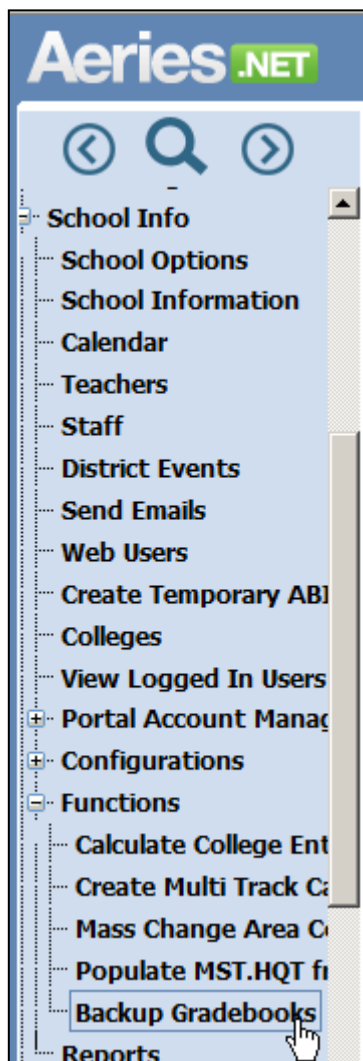 Aeries .NET
School Info
School Options
School Information
Calendar
Teachers
Staff
District Events
Send Emails
Web Users
Create Temporary ABI
Colleges
View Logged In Users
Portal Account Manag
Configurations
Functions
Calculate College Ent
Create Multi Track Ca
Mass Change Area Co
Populate MST.HQT fr
Backup Gradebooks
Reports